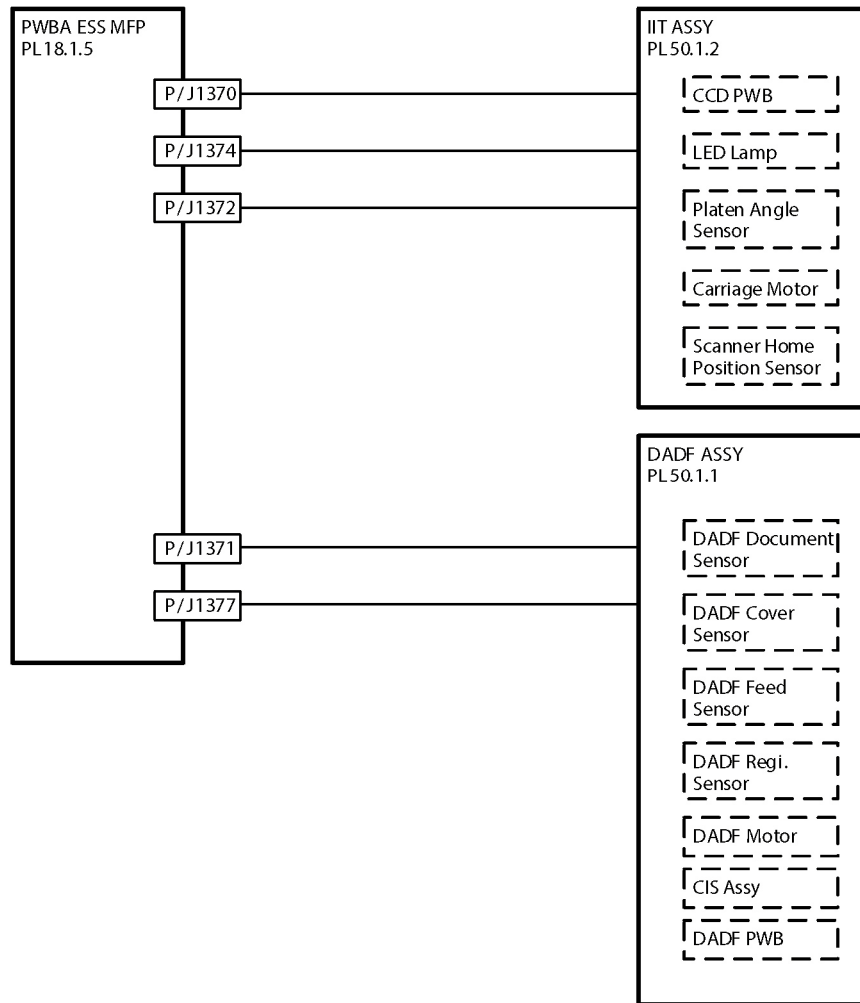 PWBA ESS MFP
PL18.1.5
P/J1370
P/J1374
P/J1372
P/J1371
P/J1377
IIT ASSY
PL50.1.2
CCD PWB
LED Lamp
Platen Angle
Sensor
Carriage Motor
Scanner Home
Position Sensor
DADF ASSY
PL50.1.1
DADF Document
Sensor
DADF Cover
Sensor
DADF Feed
Sensor
DADF Regi.
Sensor
DADF Motor
CIS Assy
DADF PWB